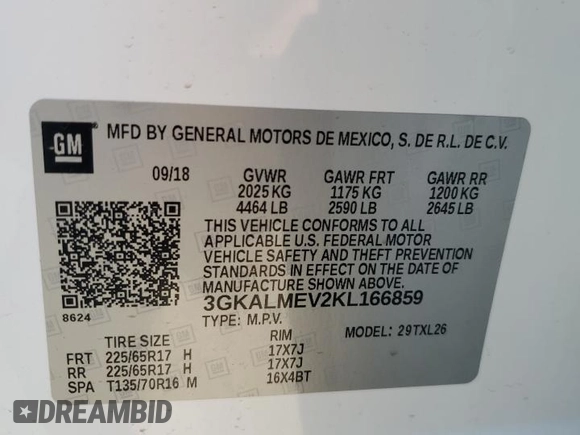 GM
MFD BY GENERAL MOTORS DE MEXICO, S. DE R.L. DE C.V.
09/18 GVWR GAWR FRT GAWR RR
2025 KG 1175 KG 1200 KG
4464 LB 2590 LB 2645 LB
THIS VEHICLE CONFORMS TO ALL
APPLICABLE U.S. FEDERAL MOTOR
VEHICLE SAFETY AND THEFT PREVENTION
STANDARDS IN EFFECT ON THE DATE OF
MANUFACTURE SHOWN ABOVE.
8624
3GKALMEV2KL166859
TYPE: M.P.V. MODEL: 29TXL26
TIRE SIZE RIM
FRT 225/65R17 H 17X7J
RR 225/65R17 H 17X7J
SPA T135/70R16 M 16X4BT
DREAMBID